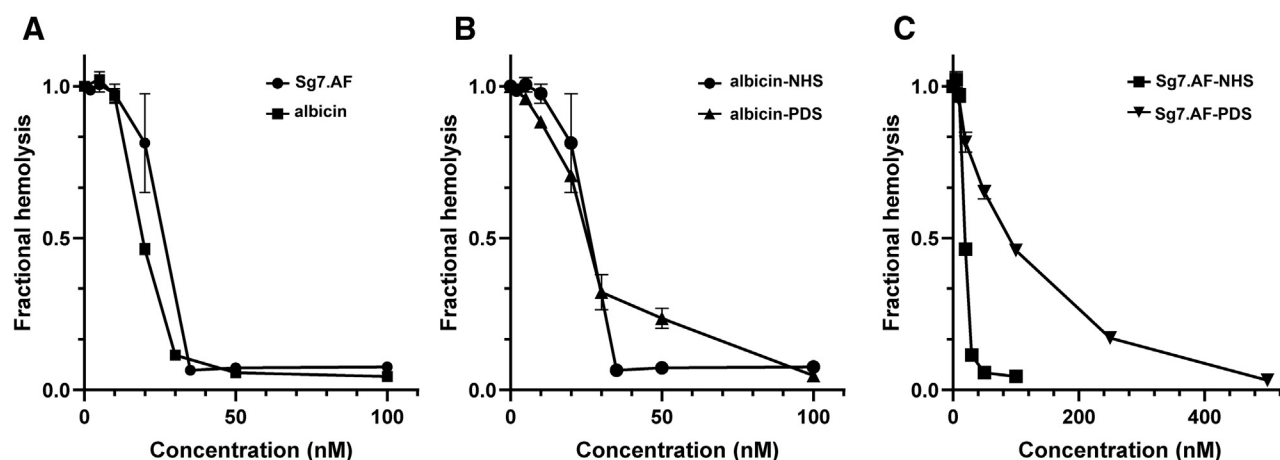 A
Fractional hemolysis
1.0
0.5
0.0
Sg7.AF
albicin
0
50
100
Concentration (nM)
B
Fractional hemolysis
1.0
0.5
0.0
albicin-NHS
albicin-PDS
0
50
100
Concentration (nM)
C
Fractional hemolysis
1.0
0.5
0.0
Sg7.AF-NHS
Sg7.AF-PDS
0
200
400
Concentration (nM)